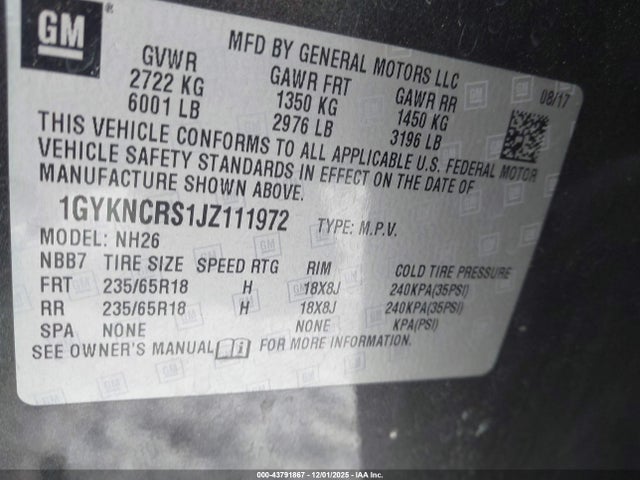 GM ®
MFD BY GENERAL MOTORS LLC
08/17
GVWR GAWR FRT GAWR RR
2722 KG 1350 KG 1450 KG
6001 LB 2976 LB 3196 LB
THIS VEHICLE CONFORMS TO ALL APPLICABLE U.S. FEDERAL MOTOR
VEHICLE SAFETY STANDARDS IN EFFECT ON THE DATE OF
MANUFACTURE SHOWN ABOVE.
1GYKNCRS1JZ111972 TYPE: M.P.V.
MODEL: NH26
NBB7 TIRE SIZE SPEED RTG RIM COLD TIRE PRESSURE
FRT 235/65R18 H 18X8J 240KPA(35PSI)
RR 235/65R18 H 18X8J 240KPA(35PSI)
SPA NONE NONE KPA(PSI)
SEE OWNER'S MANUAL i FOR MORE INFORMATION.
000-43791867 - 12/01/2025 - IAA Inc.